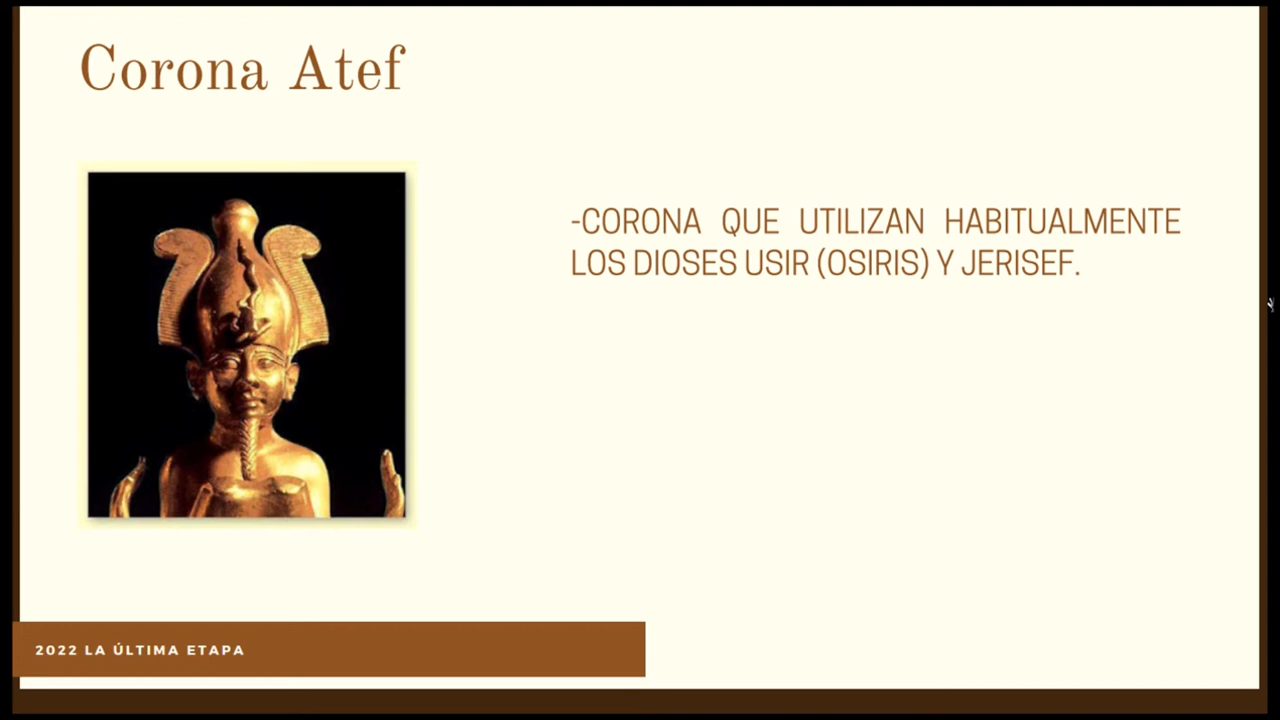 Corona Atef
-CORONA QUE UTILIZAN HABITUALMENTE
LOS DIOSES USIR (OSIRIS) Y JERISEF.
2022 LA ÚLTIMA ETAPA